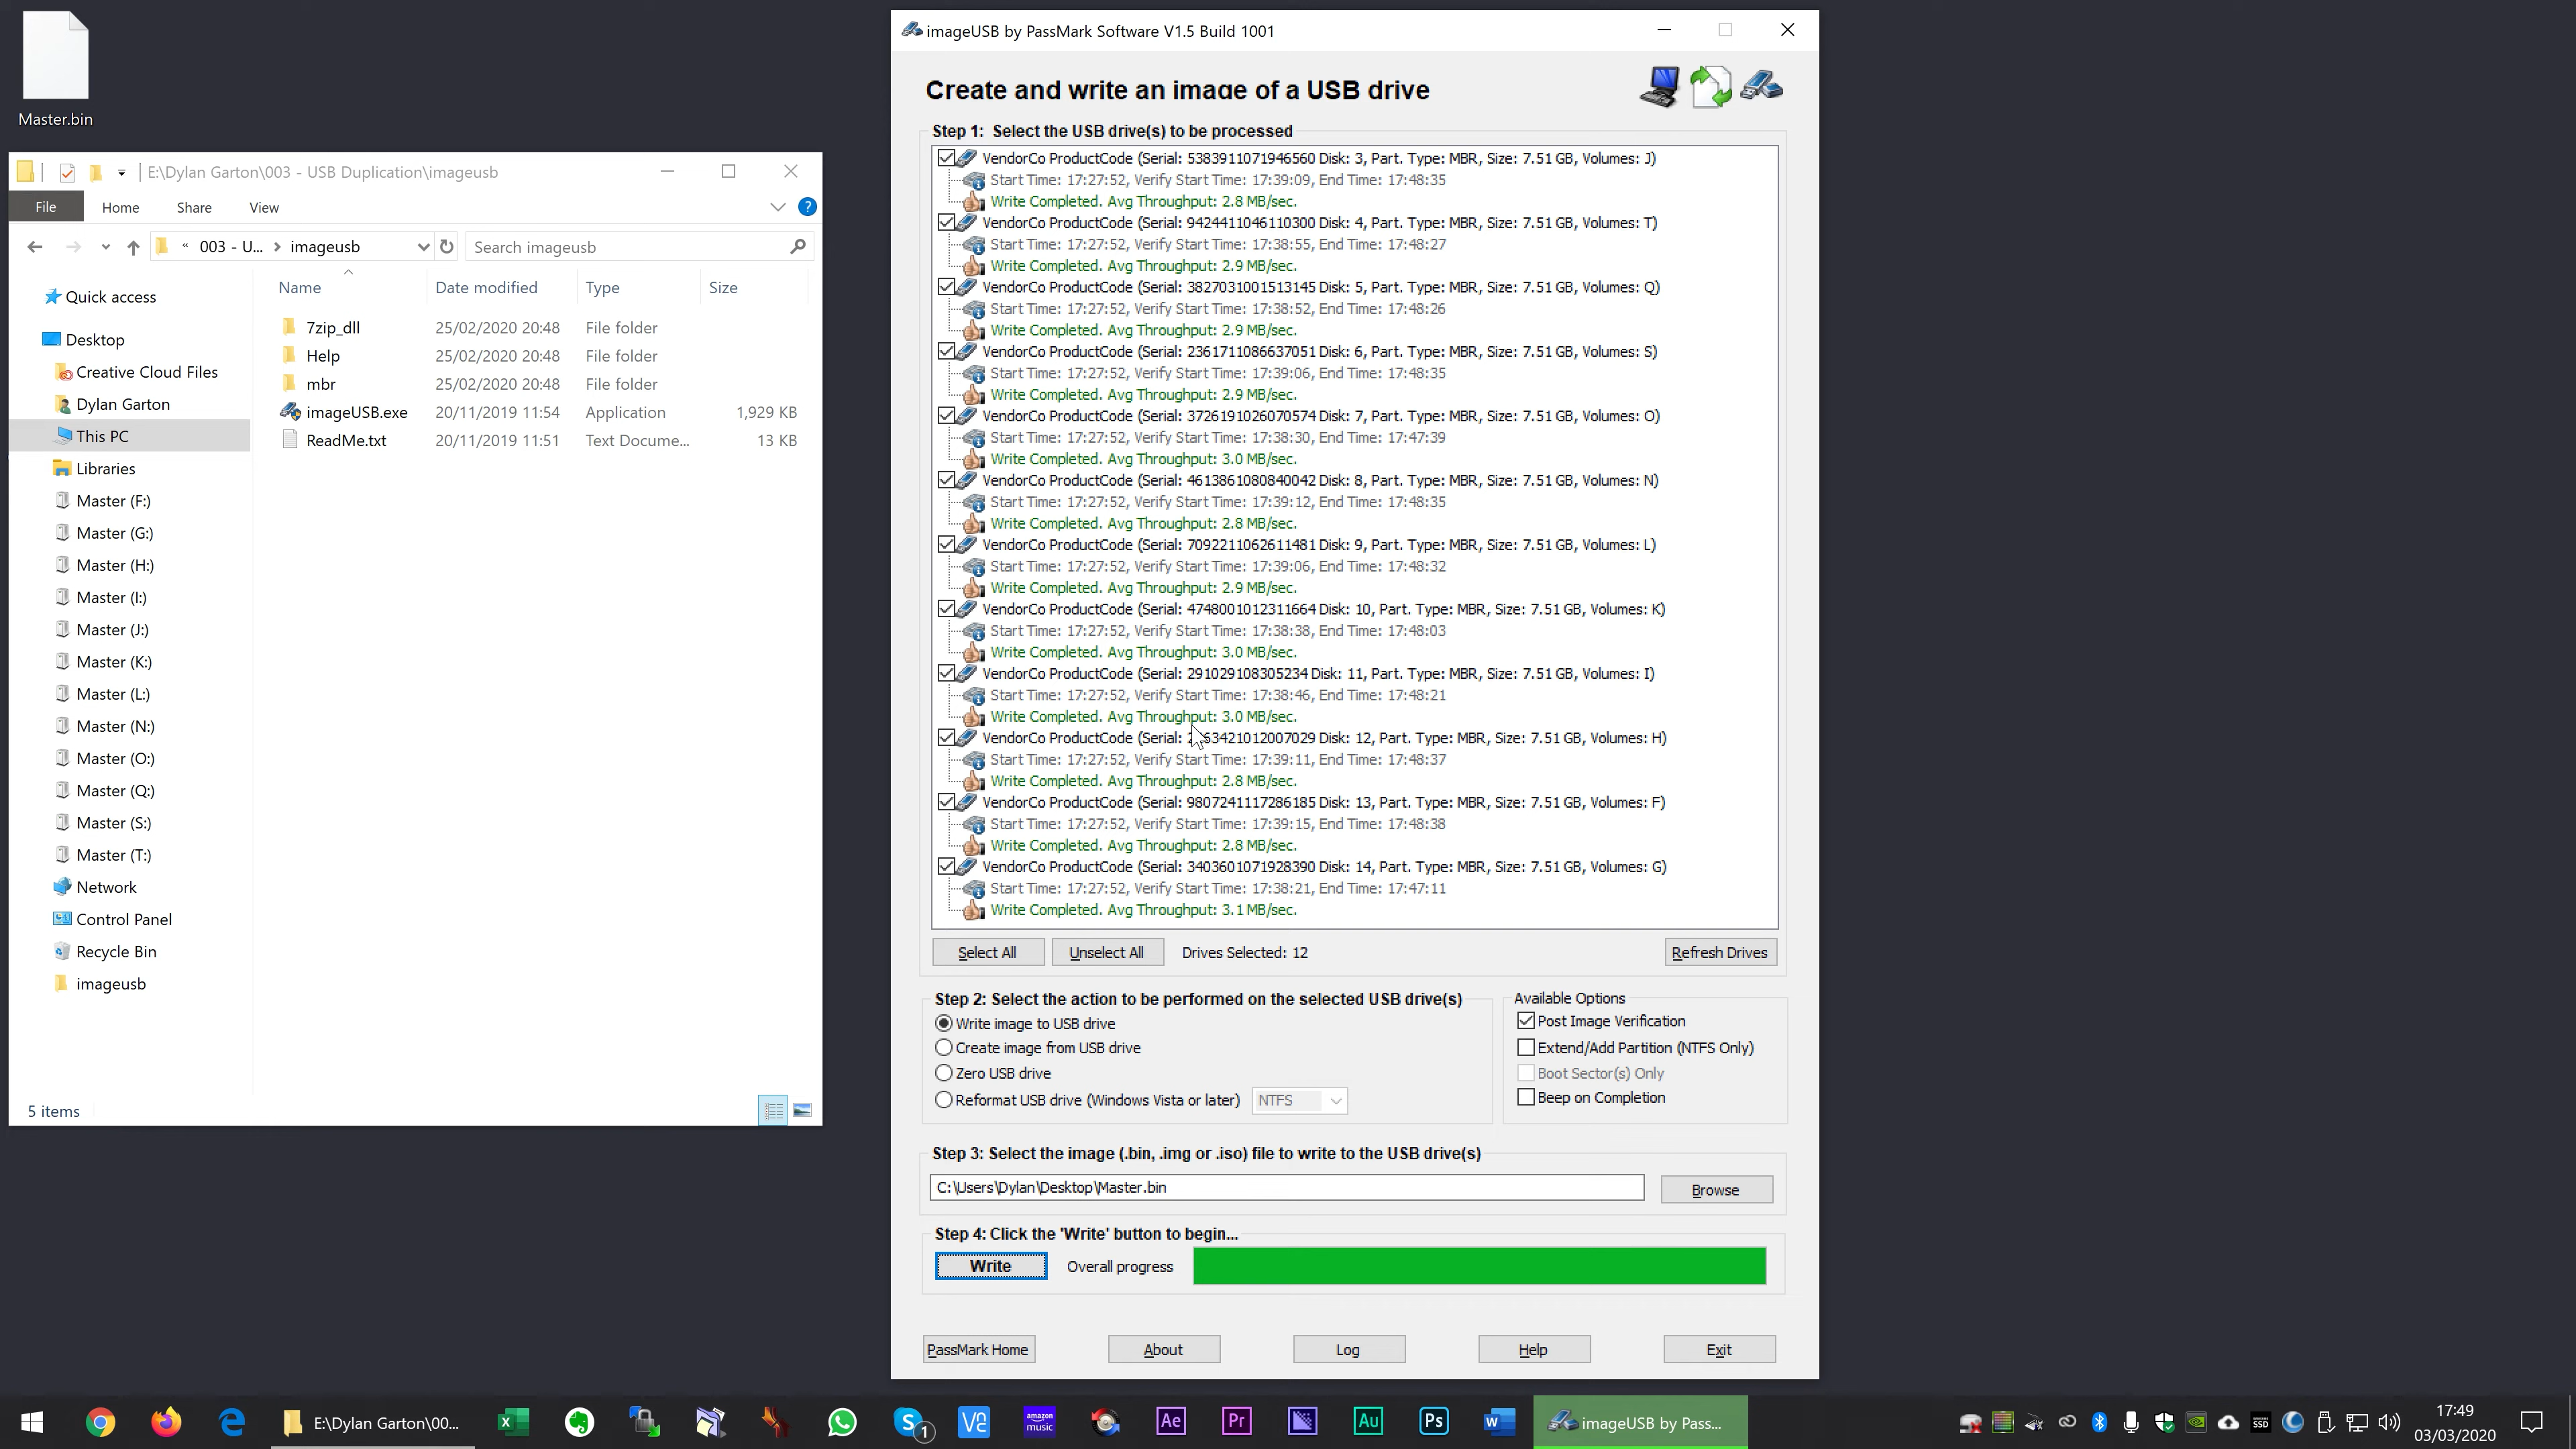 Master.bin
E:\Dylan Garton\003 - USB Duplication\imageusb
File Home Share View
003 - U... imageusb
Search imageusb
Name Date modified Type Size
7zip_dll 25/02/2020 20:48 File folder
Help 25/02/2020 20:48 File folder
mbr 25/02/2020 20:48 File folder
imageUSB.exe 20/11/2019 11:54 Application 1,929 KB
ReadMe.txt 20/11/2019 11:51 Text Docume... 13 KB
Quick access
Desktop
Creative Cloud Files
Dylan Garton
This PC
Libraries
Master (F:)
Master (G:)
Master (H:)
Master (I:)
Master (J:)
Master (K:)
Master (L:)
Master (N:)
Master (O:)
Master (Q:)
Master (S:)
Master (T:)
Network
Control Panel
Recycle Bin
imageusb
5 items
imageUSB by PassMark Software V1.5 Build 1001
Create and write an image of a USB drive
Step 1: Select the USB drive(s) to be processed
VendorCo ProductCode (Serial: 5383911071946560 Disk: 3, Part. Type: MBR, Size: 7.51 GB, Volumes: J)
Start Time: 17:27:52, Verify Start Time: 17:39:09, End Time: 17:48:35
Write Completed. Avg Throughput: 2.8 MB/sec.
VendorCo ProductCode (Serial: 9424411046110300 Disk: 4, Part. Type: MBR, Size: 7.51 GB, Volumes: T)
Start Time: 17:27:52, Verify Start Time: 17:38:55, End Time: 17:48:27
Write Completed. Avg Throughput: 2.9 MB/sec.
VendorCo ProductCode (Serial: 3827031001513145 Disk: 5, Part. Type: MBR, Size: 7.51 GB, Volumes: Q)
Start Time: 17:27:52, Verify Start Time: 17:38:52, End Time: 17:48:26
Write Completed. Avg Throughput: 2.9 MB/sec.
VendorCo ProductCode (Serial: 2361711086637051 Disk: 6, Part. Type: MBR, Size: 7.51 GB, Volumes: S)
Start Time: 17:27:52, Verify Start Time: 17:39:06, End Time: 17:48:35
Write Completed. Avg Throughput: 2.9 MB/sec.
VendorCo ProductCode (Serial: 3726191026070574 Disk: 7, Part. Type: MBR, Size: 7.51 GB, Volumes: O)
Start Time: 17:27:52, Verify Start Time: 17:38:30, End Time: 17:47:39
Write Completed. Avg Throughput: 3.0 MB/sec.
VendorCo ProductCode (Serial: 4613861080840042 Disk: 8, Part. Type: MBR, Size: 7.51 GB, Volumes: N)
Start Time: 17:27:52, Verify Start Time: 17:39:12, End Time: 17:48:35
Write Completed. Avg Throughput: 2.8 MB/sec.
VendorCo ProductCode (Serial: 7092211062611481 Disk: 9, Part. Type: MBR, Size: 7.51 GB, Volumes: L)
Start Time: 17:27:52, Verify Start Time: 17:39:06, End Time: 17:48:32
Write Completed. Avg Throughput: 2.9 MB/sec.
VendorCo ProductCode (Serial: 4748001012311664 Disk: 10, Part. Type: MBR, Size: 7.51 GB, Volumes: K)
Start Time: 17:27:52, Verify Start Time: 17:38:38, End Time: 17:48:03
Write Completed. Avg Throughput: 3.0 MB/sec.
VendorCo ProductCode (Serial: 291029108305234 Disk: 11, Part. Type: MBR, Size: 7.51 GB, Volumes: I)
Start Time: 17:27:52, Verify Start Time: 17:38:46, End Time: 17:48:21
Write Completed. Avg Throughput: 3.0 MB/sec.
VendorCo ProductCode (Serial: Disk: 12, Part. Type: MBR, Size: 7.51 GB, Volumes: H)
Start Time: 17:27:52, Verify Start Time: 17:39:11, End Time: 17:48:37
Write Completed. Avg Throughput: 2.8 MB/sec.
VendorCo ProductCode (Serial: 9807241117286185 Disk: 13, Part. Type: MBR, Size: 7.51 GB, Volumes: F)
Start Time: 17:27:52, Verify Start Time: 17:39:15, End Time: 17:48:38
Write Completed. Avg Throughput: 2.8 MB/sec.
VendorCo ProductCode (Serial: 3403601071928390 Disk: 14, Part. Type: MBR, Size: 7.51 GB, Volumes: G)
Start Time: 17:27:52, Verify Start Time: 17:38:21, End Time: 17:47:11
Write Completed. Avg Throughput: 3.1 MB/sec.
Select All Unselect All Drives Selected: 12 Refresh Drives
Step 2: Select the action to be performed on the selected USB drive(s)
Write image to USB drive
Create image from USB drive
Zero USB drive
Reformat USB drive (Windows Vista or later) NTFS
Available Options
Post Image Verification
Extend/Add Partition (NTFS Only)
Boot Sector(s) Only
Beep on Completion
Step 3: Select the image (.bin, .img or .iso) file to write to the USB drive(s)
C:\Users\Dylan\Desktop\Master.bin Browse
Step 4: Click the 'Write' button to begin...
Write Overall progress
PassMark Home About Log Help Exit
E:\Dylan Garton\00...
S 1
amazon music
Ae Pr Au Ps
imageUSB by Pass...
SSD
17:49
03/03/2020